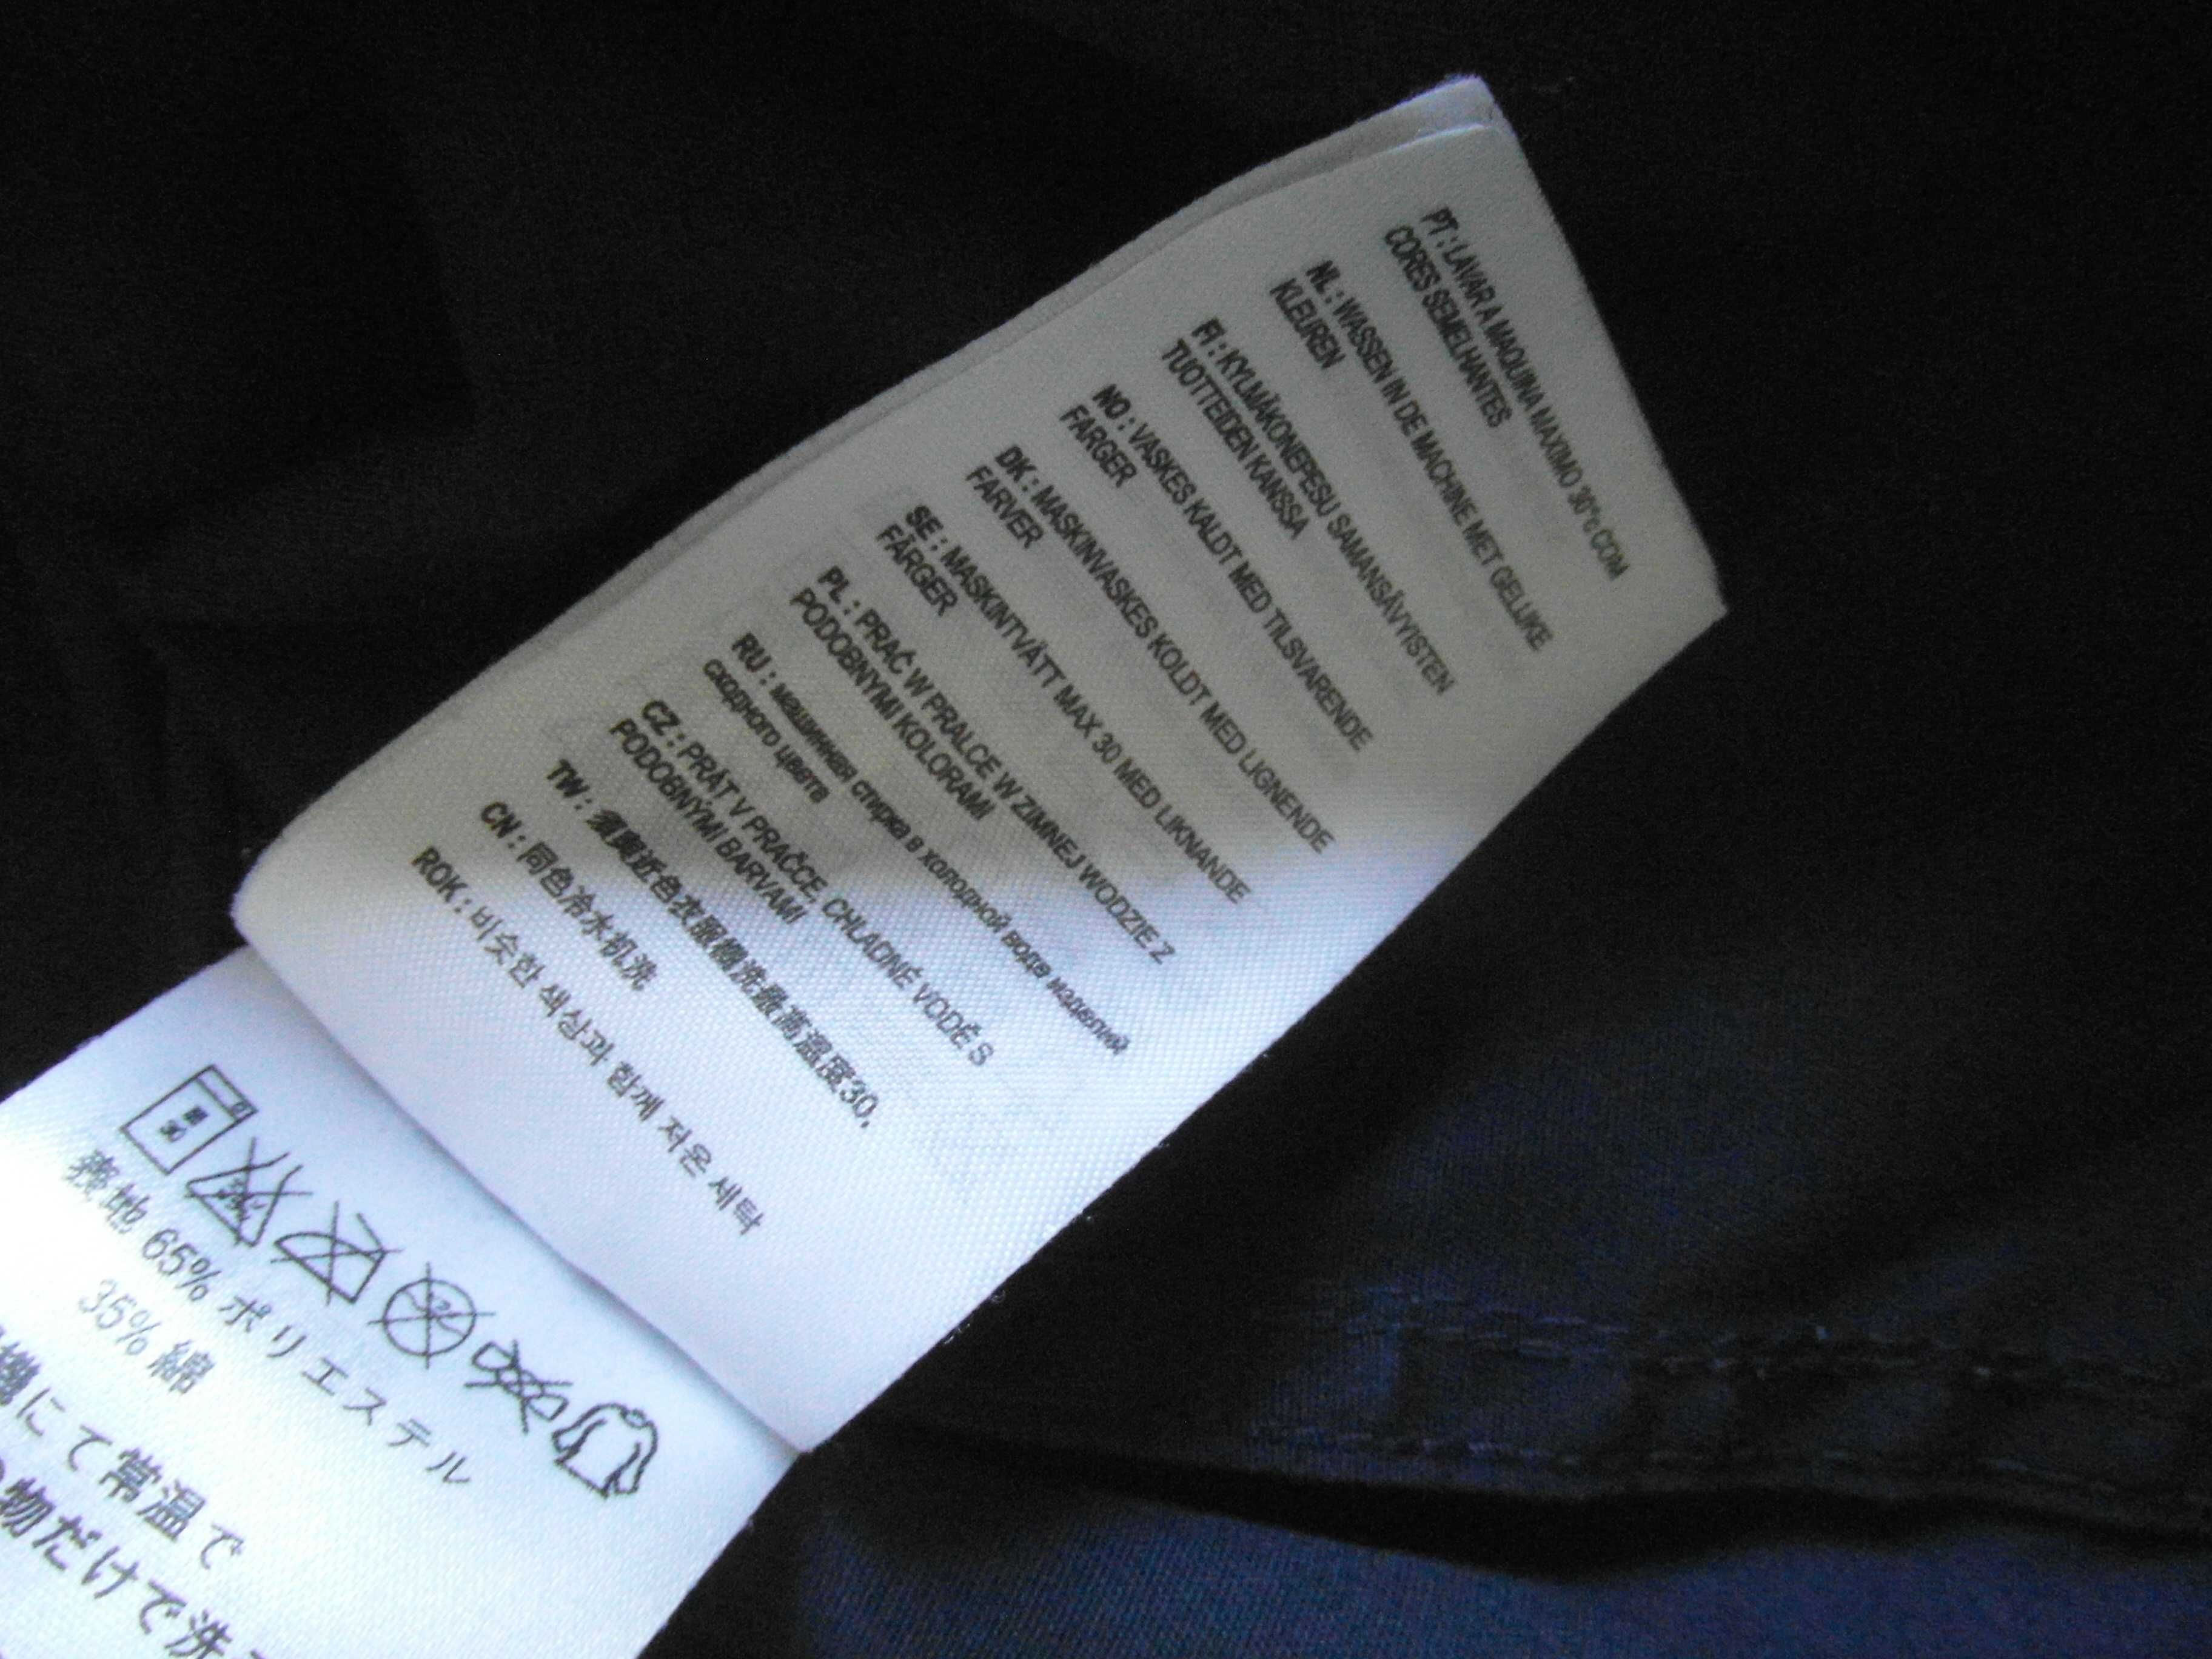 PT : LAVAR A MAQUINA MAXIMO 30°c COM
CORES SEMELHANTES
NL : WASSEN IN DE MACHINE MET GELIJKE
KLEUREN
FI : KYLMÄKONEPESU SAMANSÄVYISTEN
TUOTTEIDEN KANSSA
NO : VASKES KALDT MED TILSVARENDE
FARGER
DK : MASKINVASKES KOLDT MED LIGNENDE
FARVER
SE : MASKINTVÄTT MAX 30 MED LIKNANDE
FÄRGER
PL : PRAĆ W PRALCE W ZIMNEJ WODZIE Z
PODOBNYMI KOLORAMI
RU : машинная стирка в холодной воде изделий
сходного цвета
CZ : PRÁT V PRAČCE, CHLADNÉ VODĚ S
PODOBNÝMI BARVAMI
TW : 須與近色衣服機洗最高溫度30.
CN : 同色冷水机洗
ROK : 비슷한 색상과 함께 저온 세탁
表地 65% ポリエステル
35% 綿
機にて常温で
物だけで洗